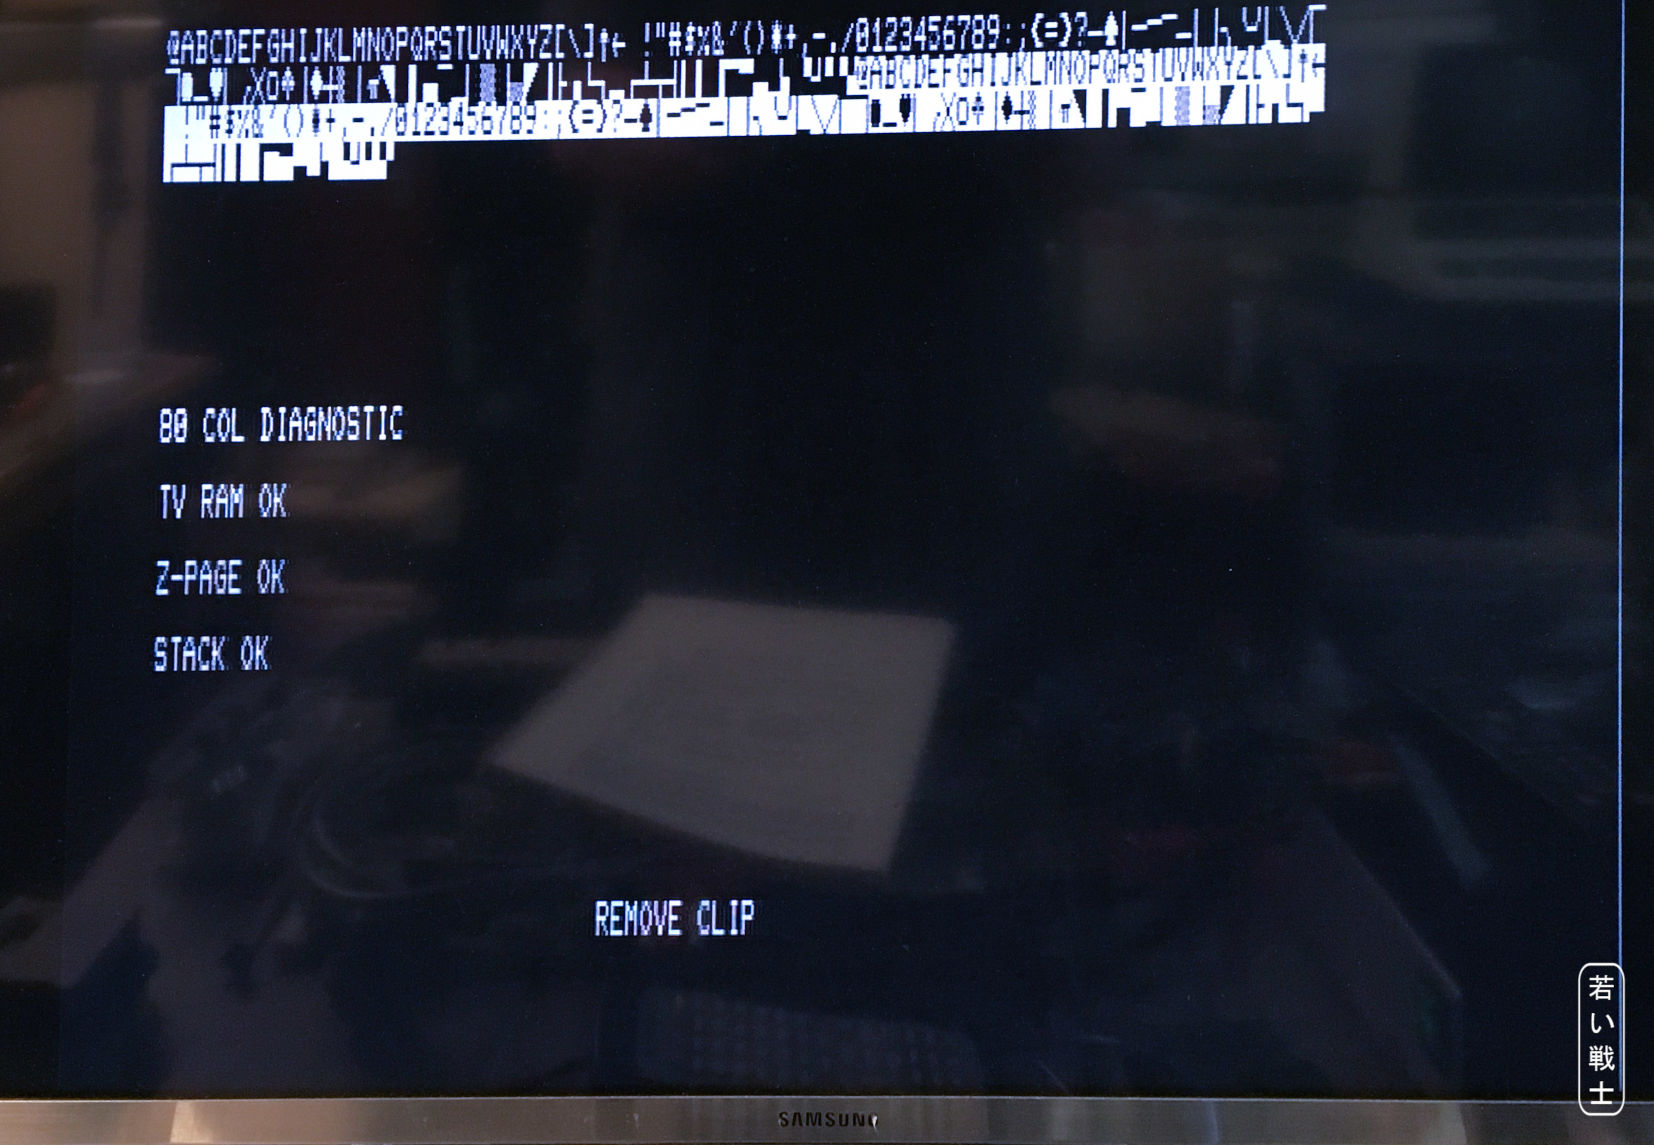 @ABCDEFGHIJKLMNOPQRSTUVWXYZ[\]↑← !"#$%&'()*+,-./0123456789:;<=>?
@ABCDEFGHIJKLMNOPQRSTUVWXYZ[\]↑←
!"#$%&'()*+,-./0123456789:;<=>?
80 COL DIAGNOSTIC
TV RAM OK
Z-PAGE OK
STACK OK
REMOVE CLIP
SAMSUNG
若い戦士